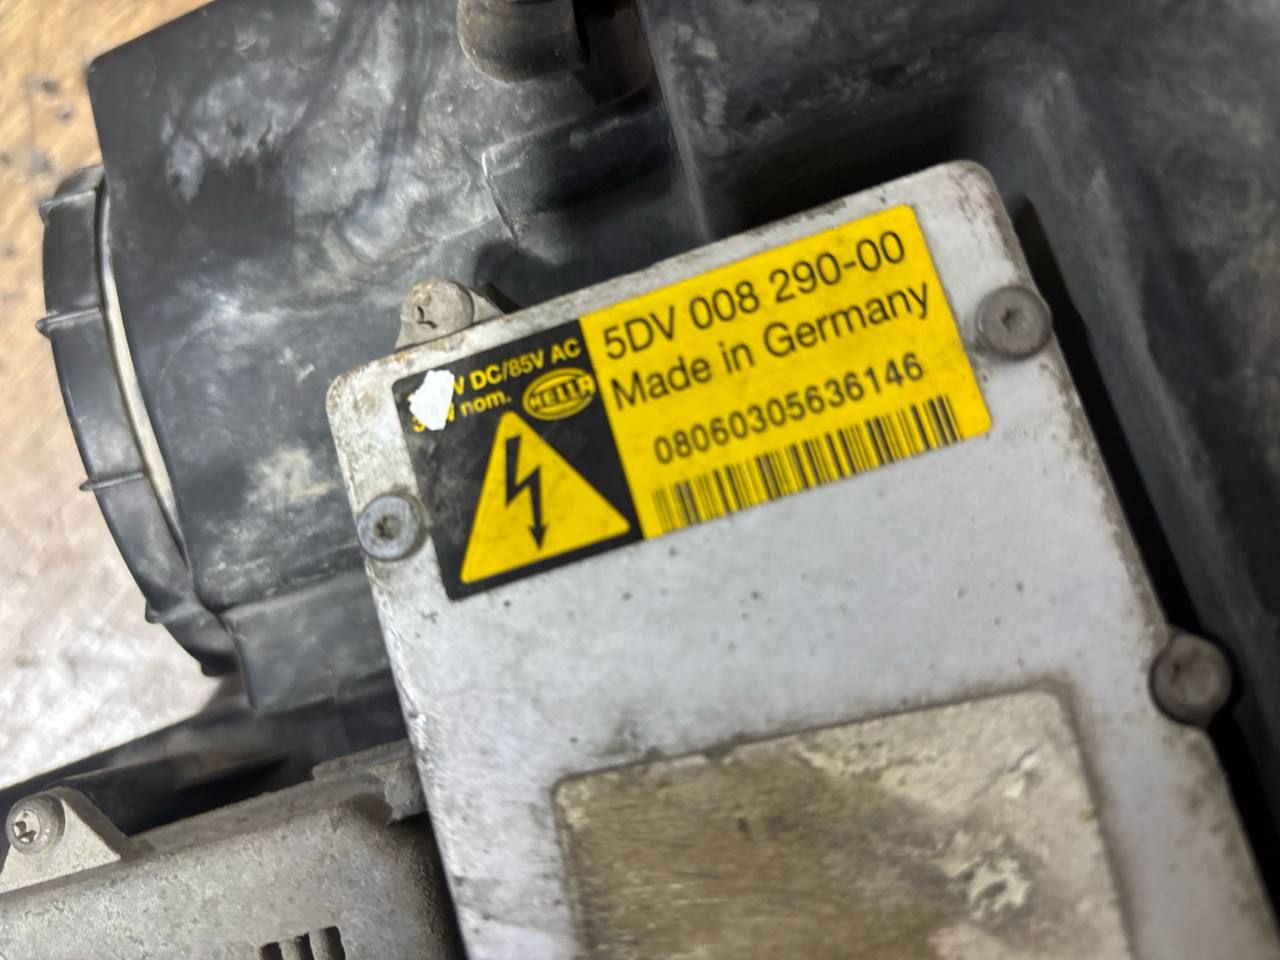 V DC/85V AC
nom.
HELLA
5DV 008 290-00
Made in Germany
08060305636146